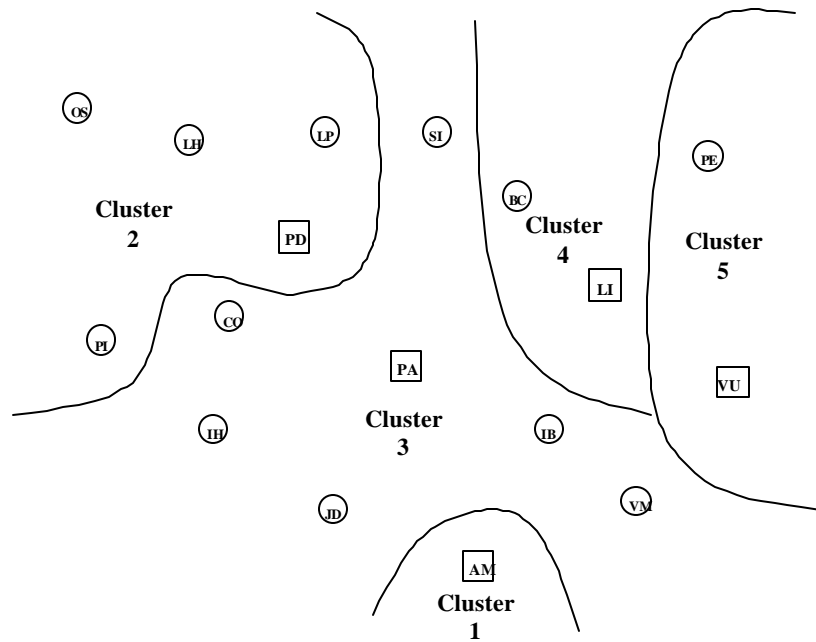 OS
LH
LP
SI
PE
BC
Cluster
2
PD
Cluster
4
Cluster
5
LI
CO
PI
PA
VU
Cluster
3
IH
IB
JD
VM
AM
Cluster
1